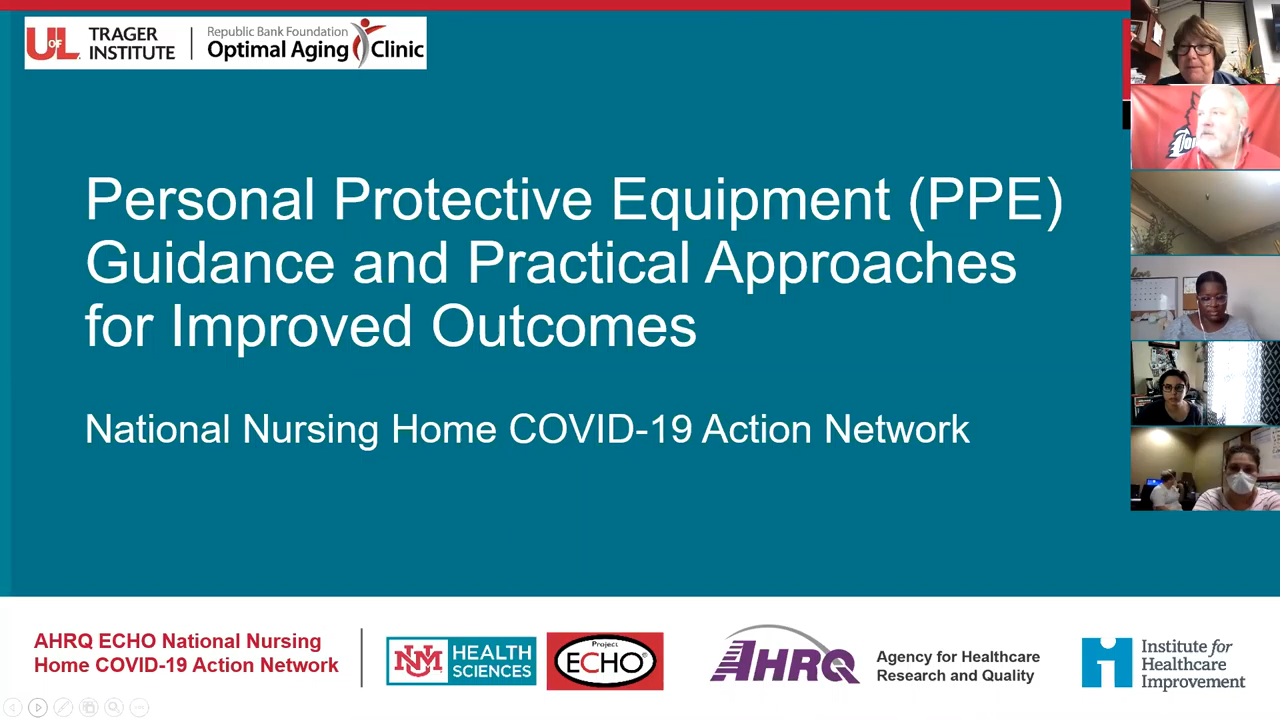 UofL TRAGER INSTITUTE
Republic Bank Foundation
Optimal Aging Clinic
Personal Protective Equipment (PPE)
Guidance and Practical Approaches
for Improved Outcomes
National Nursing Home COVID-19 Action Network
AHRQ ECHO National Nursing
Home COVID-19 Action Network
HEALTH
SCIENCES
Project
ECHO®
AHRQ
Agency for Healthcare
Research and Quality
Institute for
Healthcare
Improvement